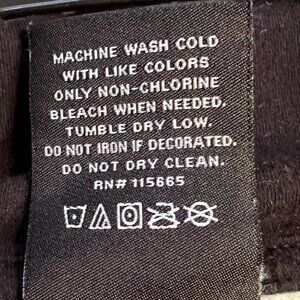 MACHINE WASH COLD
WITH LIKE COLORS
ONLY NON-CHLORINE
BLEACH WHEN NEEDED.
TUMBLE DRY LOW.
DO NOT IRON IF DECORATED.
DO NOT DRY CLEAN.
RN# 115665